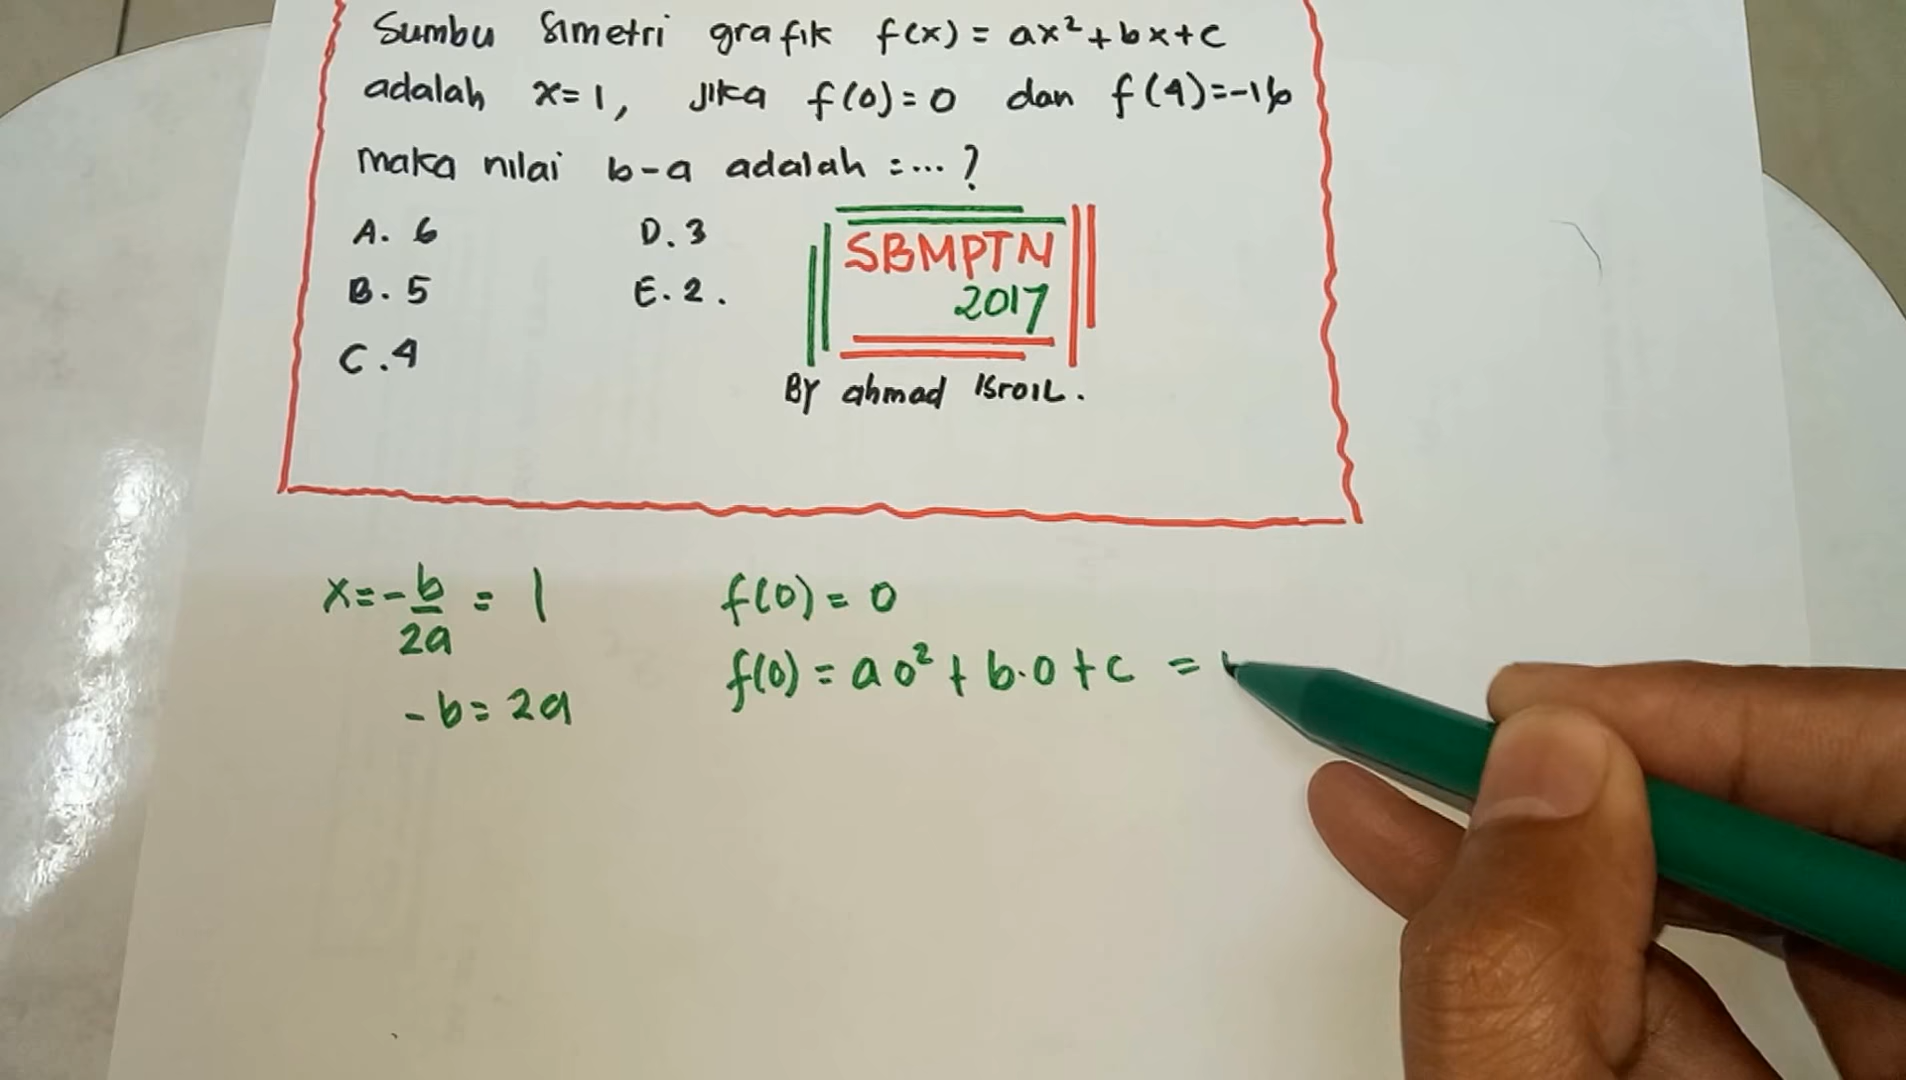 Sumbu simetri grafik f(x) = ax²+bx+c
adalah x=1, Jika f(0)=0 dan f(4)=-16
maka nilai b-a adalah =... ?
A. 6
B. 5
C. 4
D. 3
E. 2.
SBMPTN
2017
BY ahmad ISroIL.
x=-b/2a = 1
-b=2a
f(0)= 0
f(0) = a0²+b.0+c =